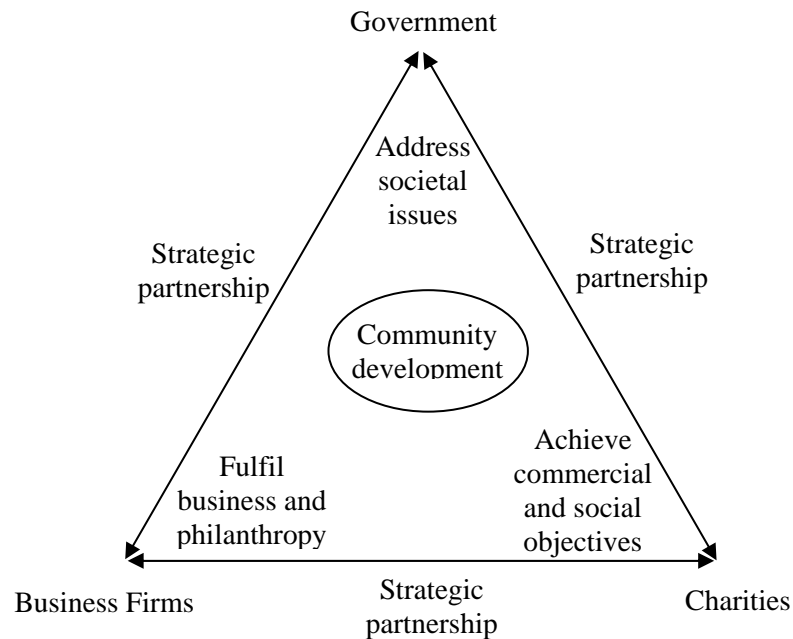 Government
Address
societal
issues
Strategic
partnership
Strategic
partnership
Community
development
Fulfil
business and
philanthropy
Achieve
commercial
and social
objectives
Business Firms
Strategic
partnership
Charities